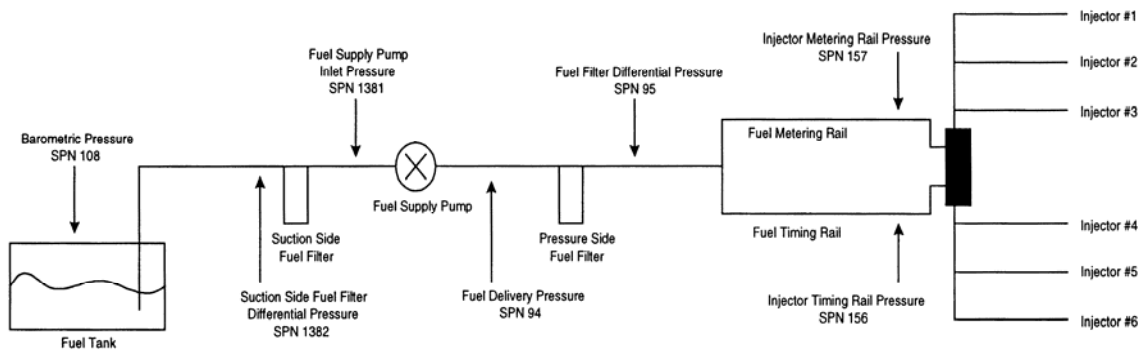 Barometric Pressure
SPN 108
Fuel Tank
Suction Side
Fuel Filter
Suction Side Fuel Filter
Differential Pressure
SPN 1382
Fuel Supply Pump
Inlet Pressure
SPN 1381
Fuel Supply Pump
Fuel Delivery Pressure
SPN 94
Fuel Filter Differential Pressure
SPN 95
Pressure Side
Fuel Filter
Injector Metering Rail Pressure
SPN 157
Fuel Metering Rail
Fuel Timing Rail
Injector Timing Rail Pressure
SPN 156
Injector #1
Injector #2
Injector #3
Injector #4
Injector #5
Injector #6